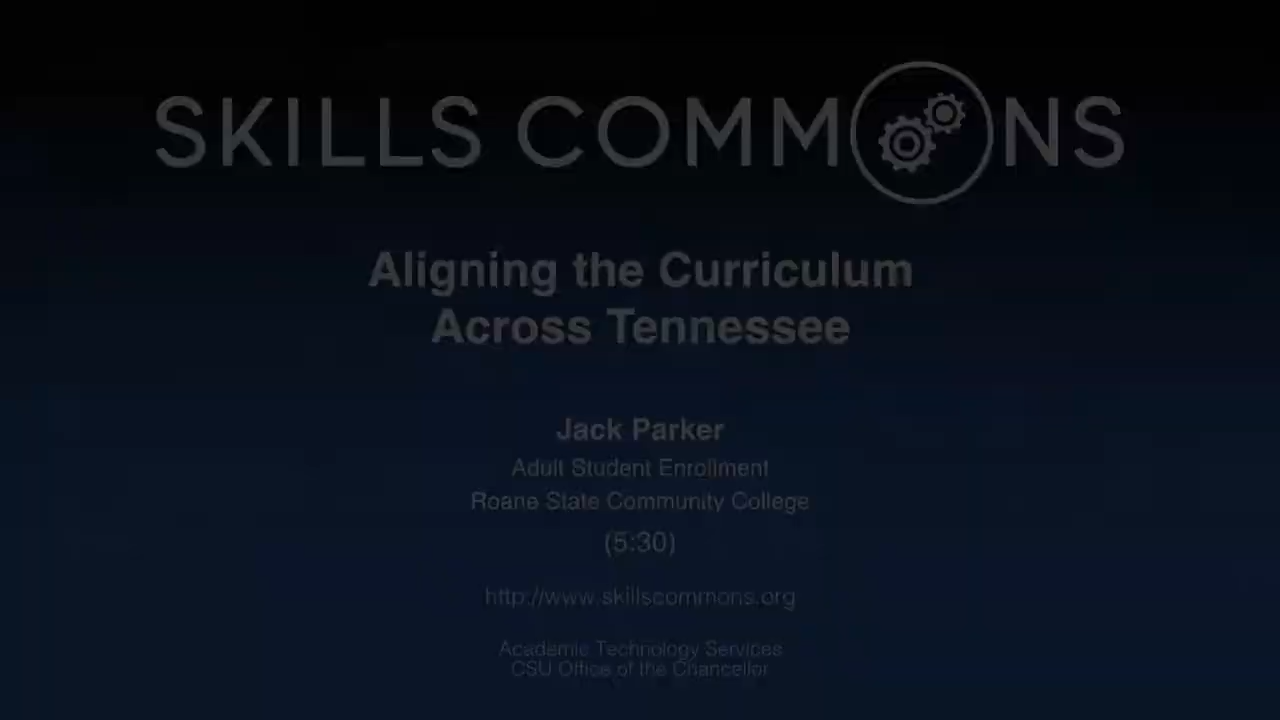 SKILLS COMMONS
Aligning the Curriculum
Across Tennessee
Jack Parker
Adult Student Enrollment
Roane State Community College
(5:30)
http://www.skillscommons.org
Academic Technology Services
CSU Office of the Chancellor